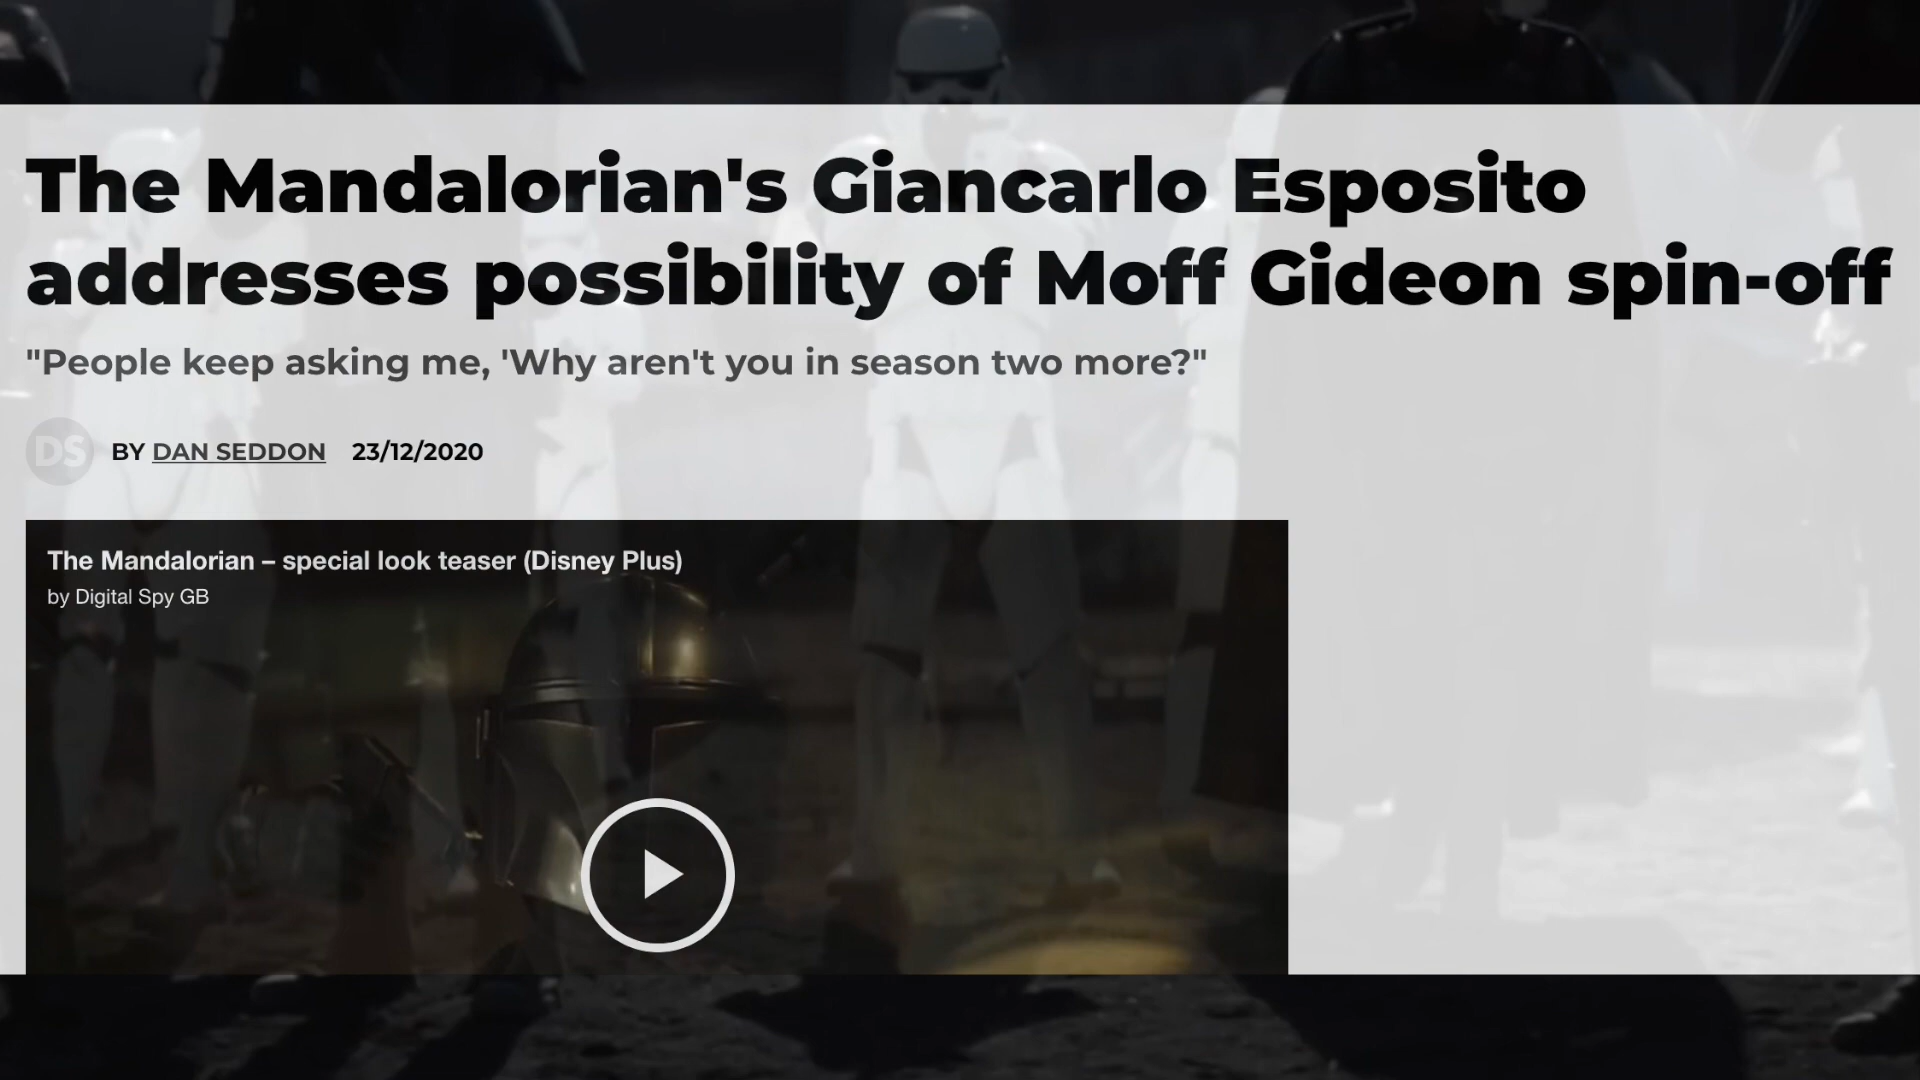 The Mandalorian's Giancarlo Esposito
addresses possibility of Moff Gideon spin-off
"People keep asking me, 'Why aren't you in season two more?"
DS BY DAN SEDDON 23/12/2020
The Mandalorian – special look teaser (Disney Plus)
by Digital Spy GB